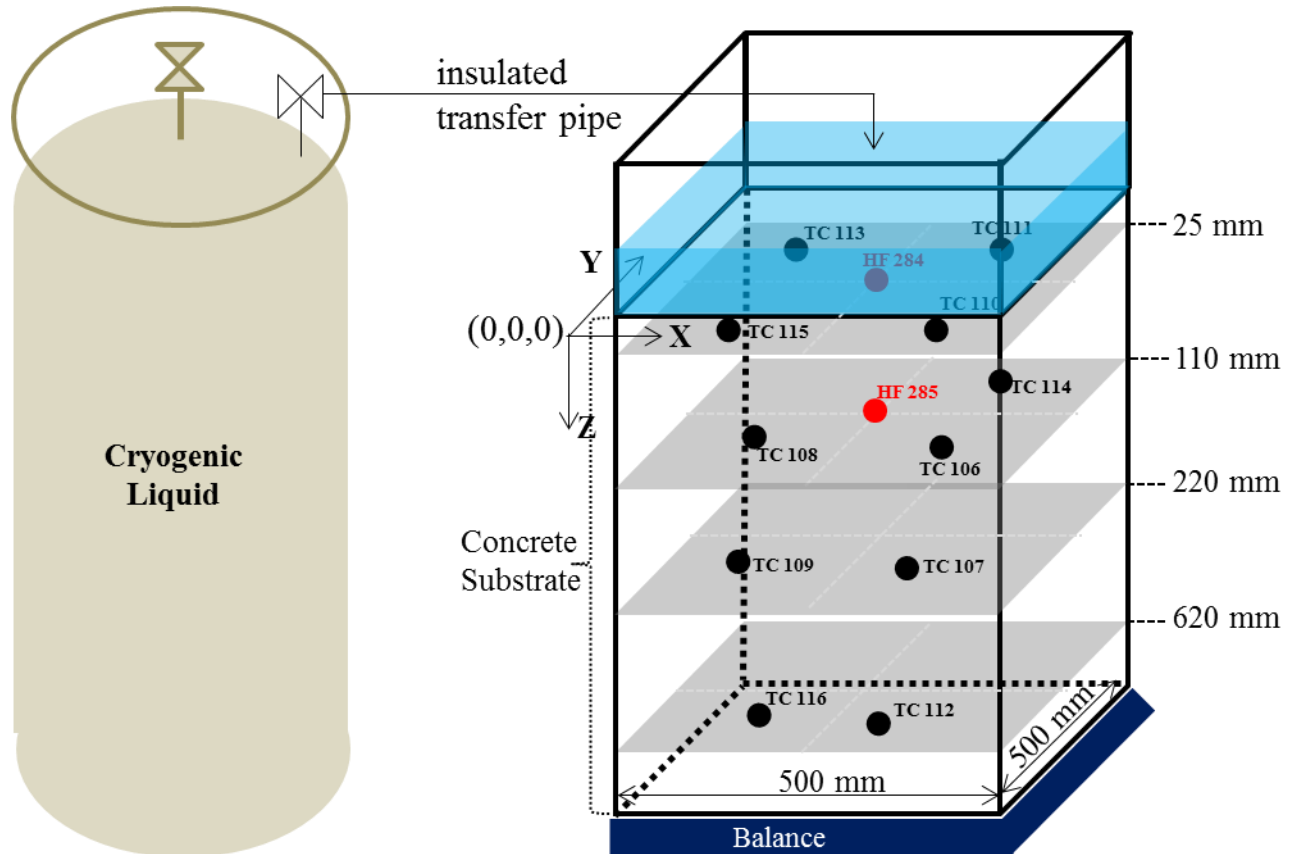 insulated
transfer pipe
25 mm
TC 113
TC 111
HF 284
Y
TC 110
(0,0,0)
X
TC 115
110 mm
TC 114
HF 285
Z
TC 108
TC 106
Cryogenic
Liquid
220 mm
Concrete
Substrate
TC 109
TC 107
620 mm
TC 116
TC 112
500 mm
500 mm
Balance